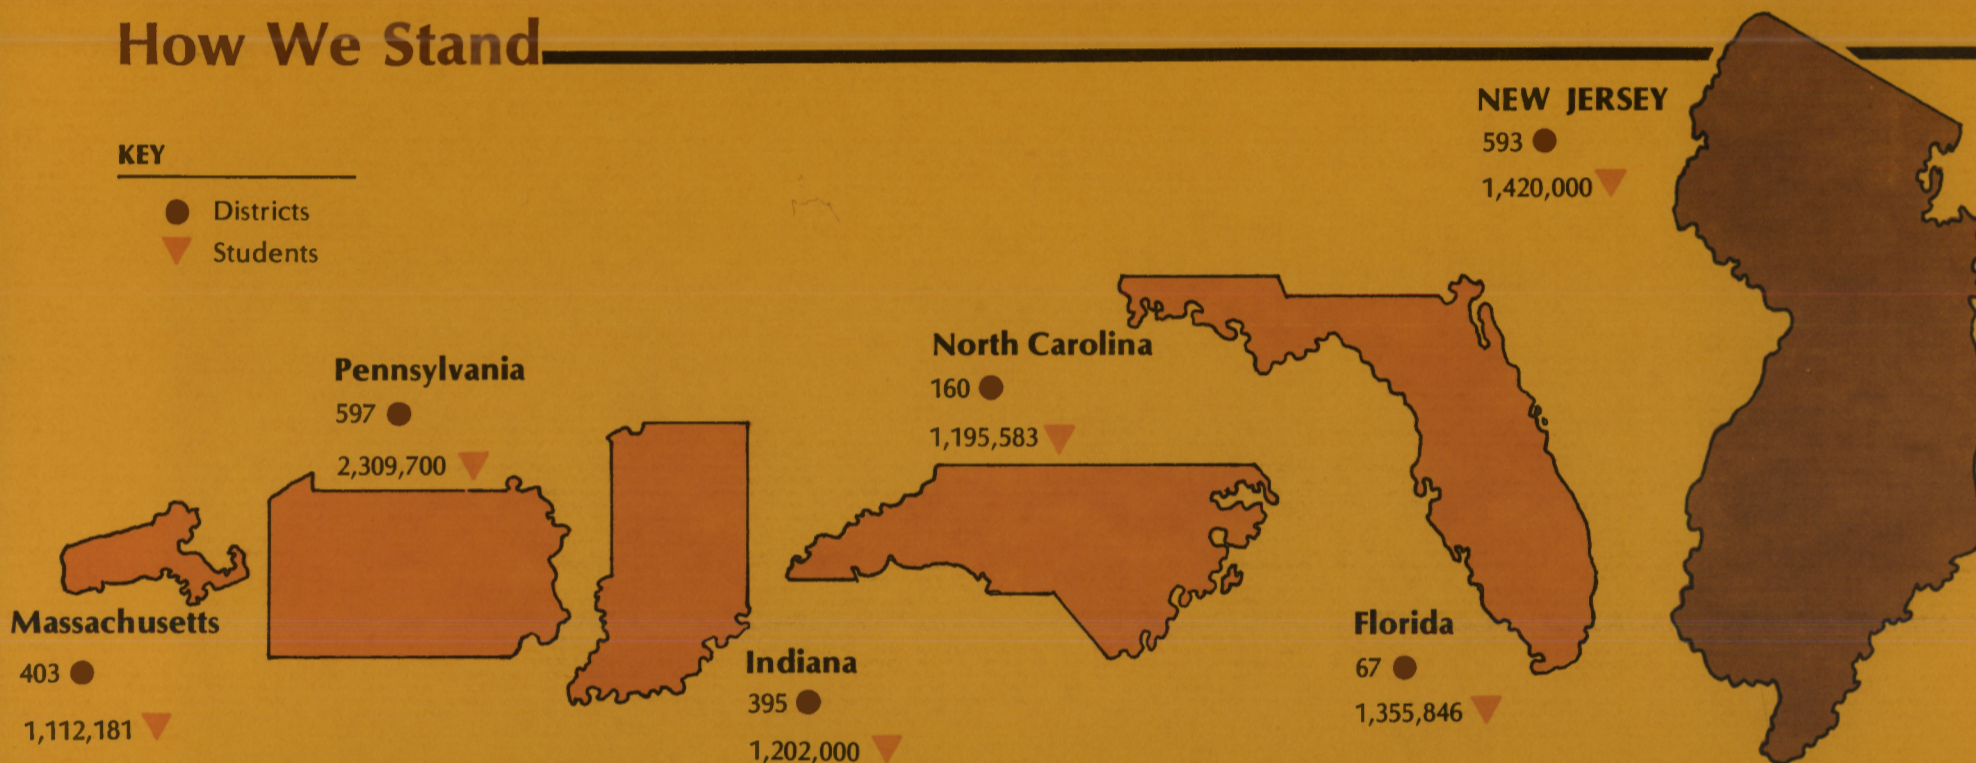 How We Stand
KEY
Districts
Students
Massachusetts
403
1,112,181
Pennsylvania
597
2,309,700
Indiana
395
1,202,000
North Carolina
160
1,195,583
Florida
67
1,355,846
NEW JERSEY
593
1,420,000